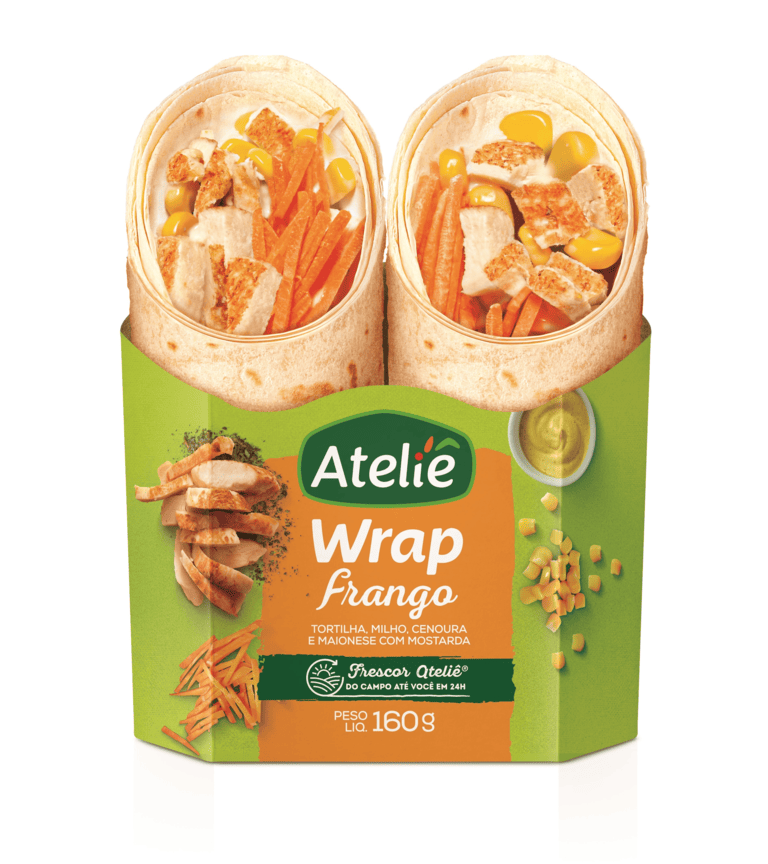 Ateliê
Wrap
frango
TORTILHA, MILHO, CENOURA
E MAIONESE COM MOSTARDA
Frescor Ateliê®
DO CAMPO ATÉ VOCÊ EM 24H
PESO
LIQ. 160g